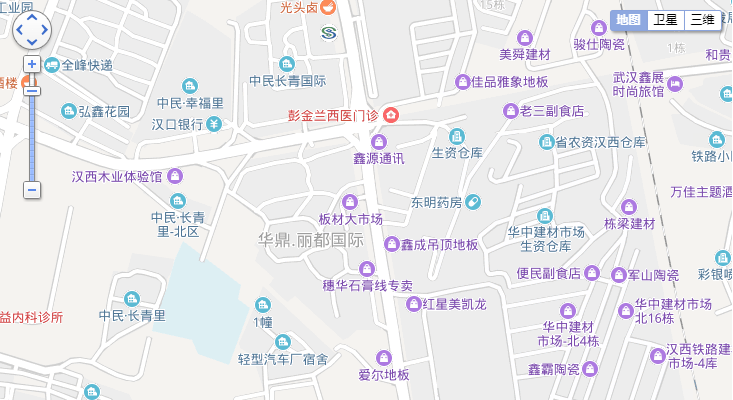 光头卤
15栋
工业园
地图
卫星
三维
骏仕陶瓷
美舜建材
1栋
和贵
全峰快递
酒楼
中民长青国际
佳品雅象地板
武汉鑫展
时尚旅馆
中民·幸福里
弘鑫花园
汉口银行
彭金兰西医门诊
老三副食店
鑫源通讯
生资仓库
省农资汉西仓库
铁路小
汉西木业体验馆
万佳主题酒
中民·长青
里-北区
板材大市场
东明药房
华中建材市场
生资仓库
栋梁建材
华鼎.丽都国际
鑫成吊顶地板
彩银喷
便民副食店
军山陶瓷
穗华石膏线专卖
红星美凯龙
中民·长青里
益内科诊所
1幢
华中建材
市场-北4栋
华中建材市场
北16栋
轻型汽车厂宿舍
爱尔地板
鑫霸陶瓷
汉西铁路建
市场-4库